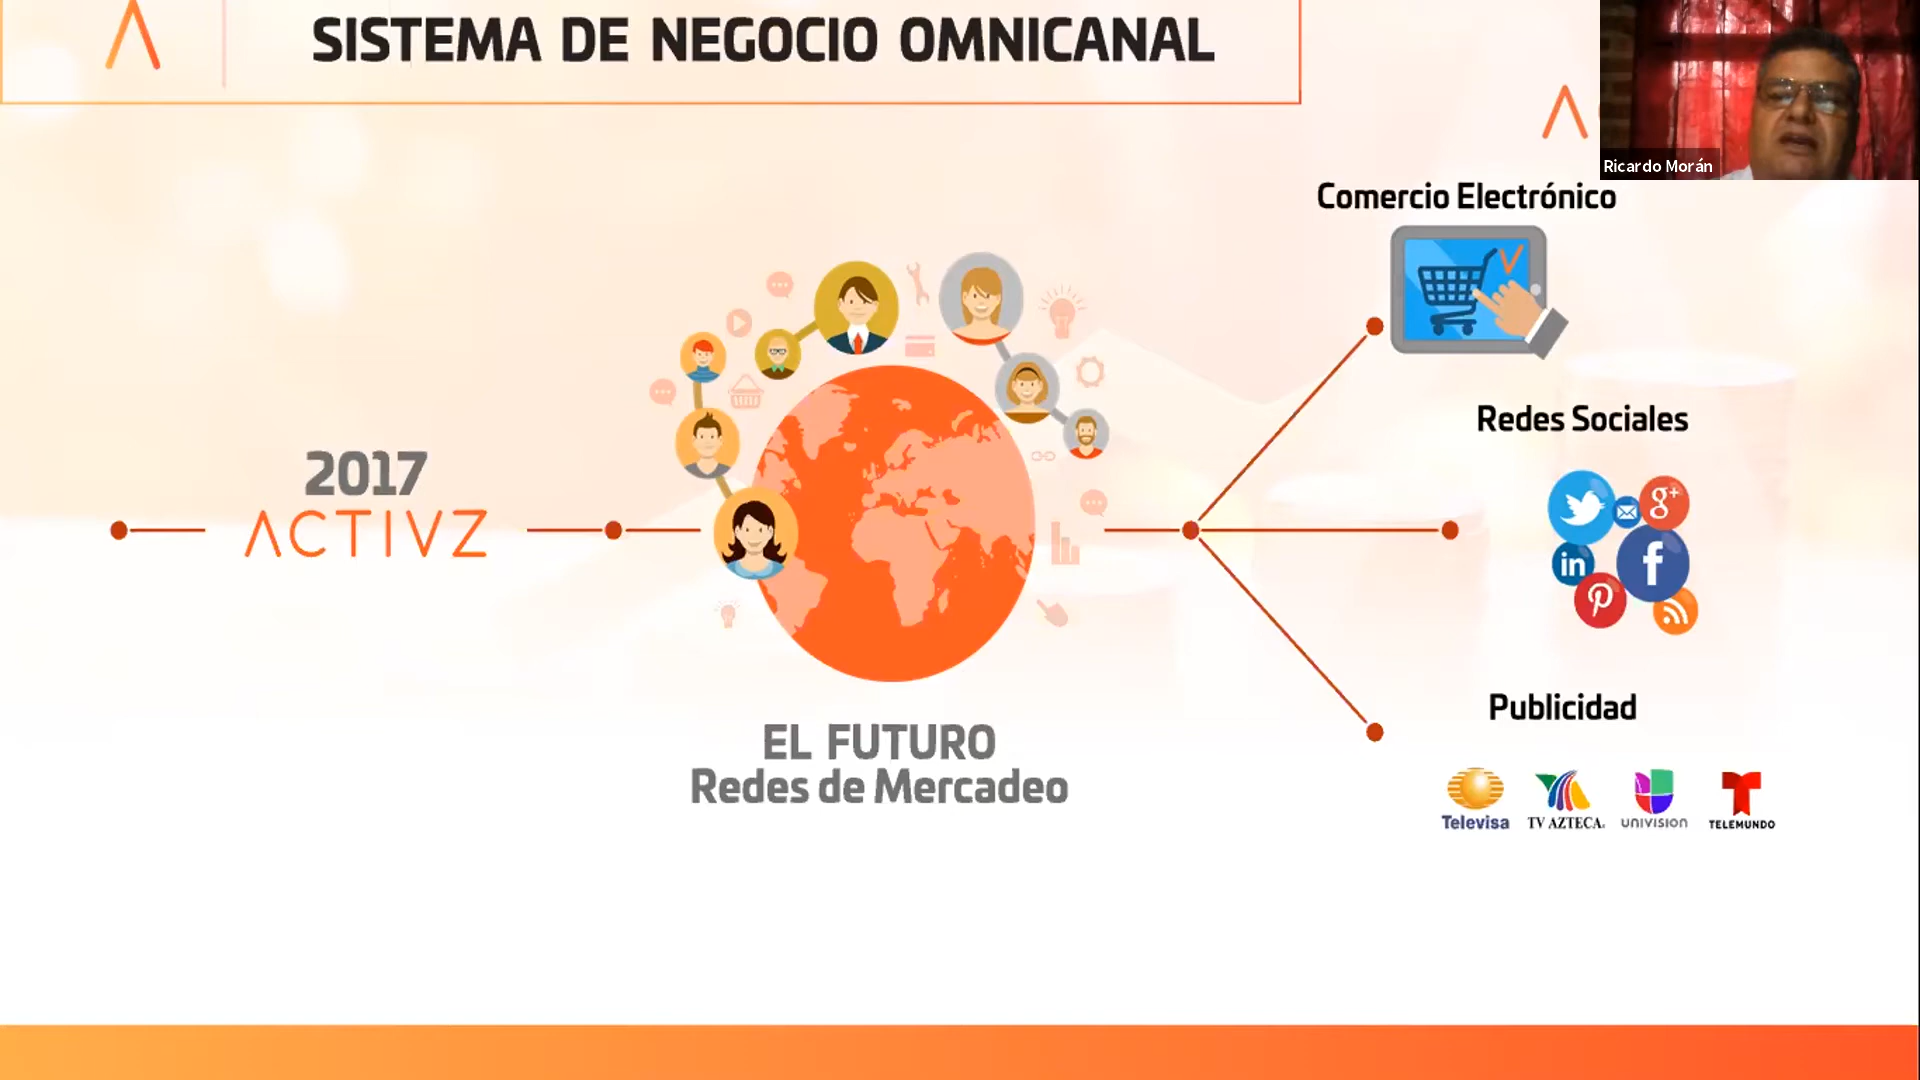 SISTEMA DE NEGOCIO OMNICANAL
Ricardo Morán
Comercio Electrónico
Redes Sociales
2017
ACTIVZ
g+
in
f
EL FUTURO
Redes de Mercadeo
Publicidad
Televisa
TV AZTECA
UNIVISION
TELEMUNDO